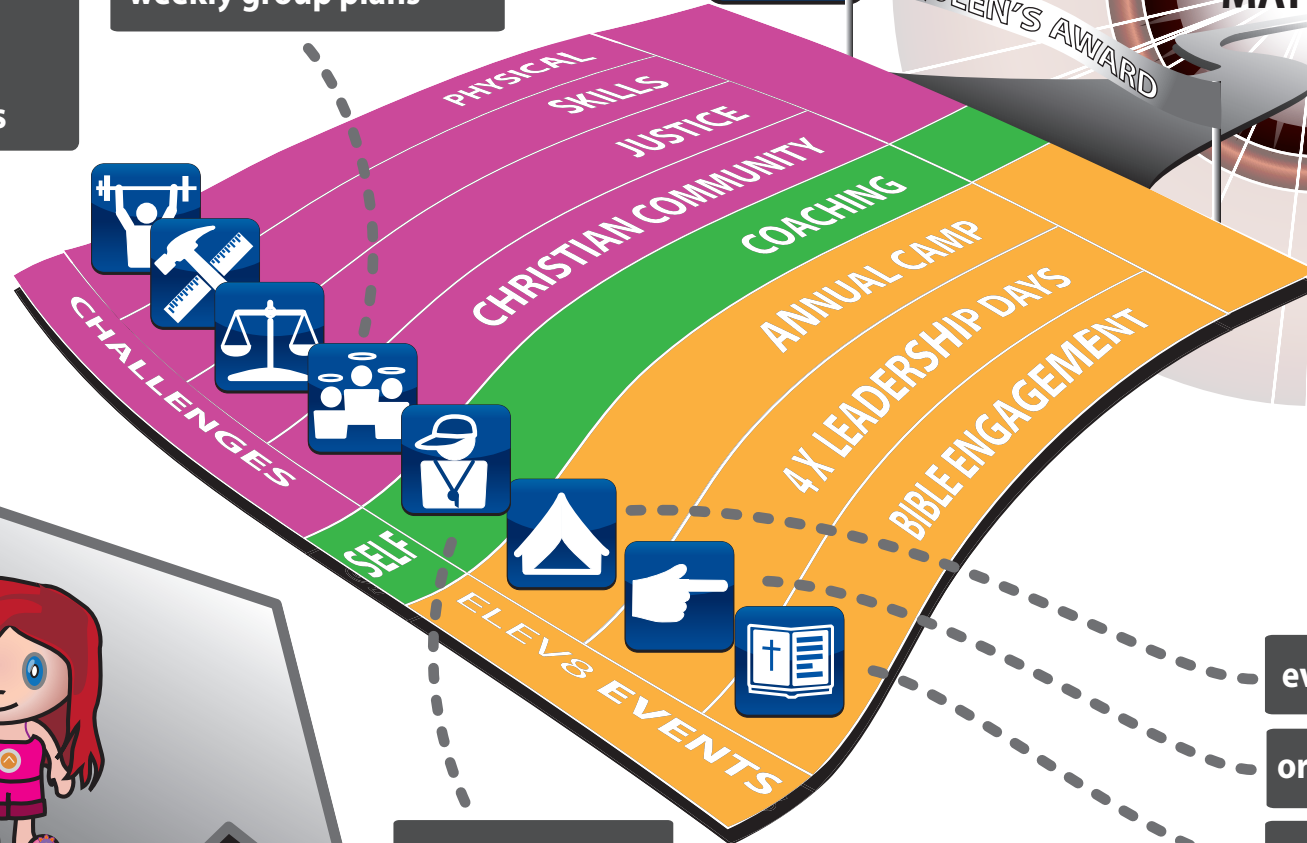 weekly group plans
QUEEN'S AWARD
PHYSICAL
SKILLS
JUSTICE
CHRISTIAN COMMUNITY
COACHING
ANNUAL CAMP
4X LEADERSHIP DAYS
BIBLE ENGAGEMENT
CHALLENGES
SELF
ELEV8 EVENTS